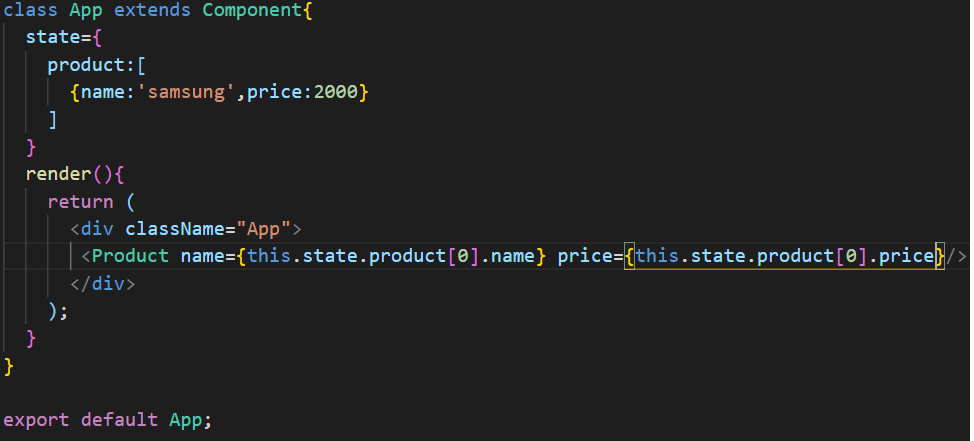 class App extends Component{
state={
product:[
{name:'samsung',price:2000}
]
}
render(){
return (
<div className="App">
<Product name={this.state.product[0].name} price={this.state.product[0].price}/>
</div>
);
}
}
export default App;